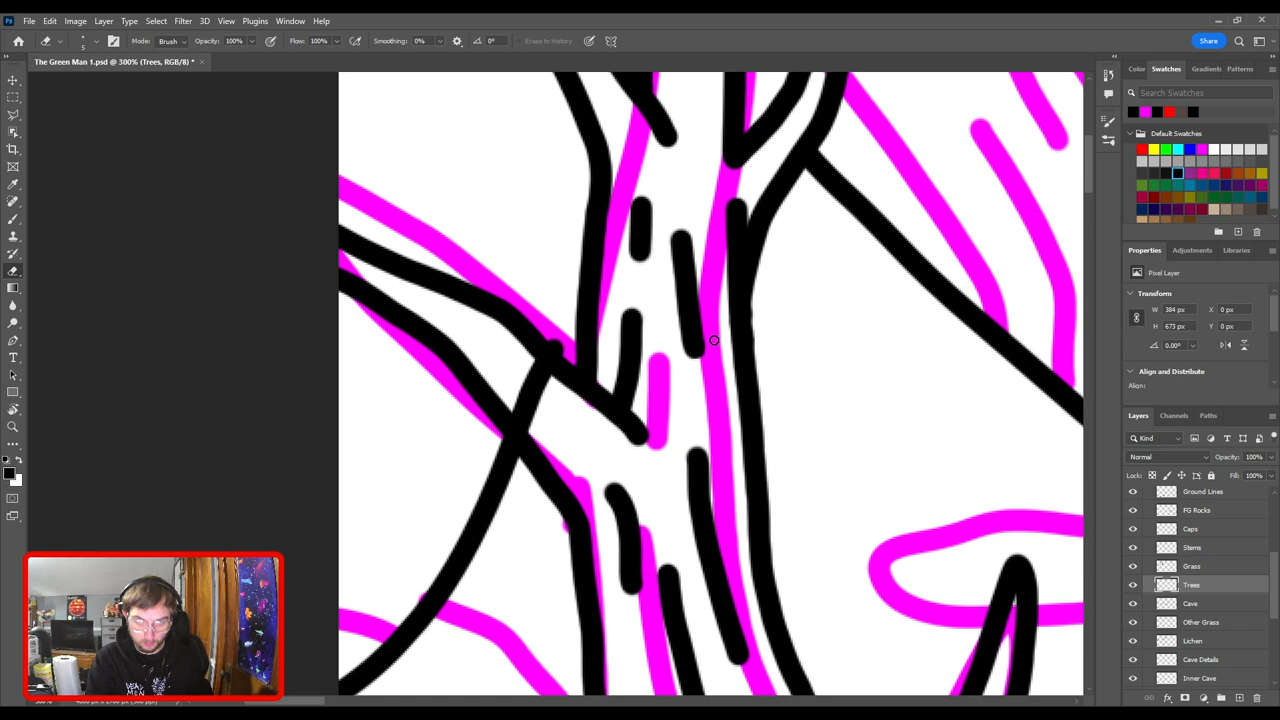 Ps File Edit Image Layer Type Select Filter 3D View Plugins Window Help
5 Mode: Brush Opacity: 100% Flow: 100% Smoothing: 0% 0° Erase to History Share
The Green Man 1.psd @ 300% (Trees, RGB/8) *
Color Swatches Gradients Patterns
Search Swatches
Default Swatches
Properties Adjustments Libraries
Pixel Layer
Transform
W 384 px X 0 px
H 673 px Y 0 px
0.00°
Align and Distribute
Align:
Layers Channels Paths
Kind
Normal Opacity: 100%
Lock: Fill: 100%
Ground Lines
FG Rocks
Caps
Stems
Grass
Trees
Cave
Other Grass
Lichen
Cave Details
Inner Cave